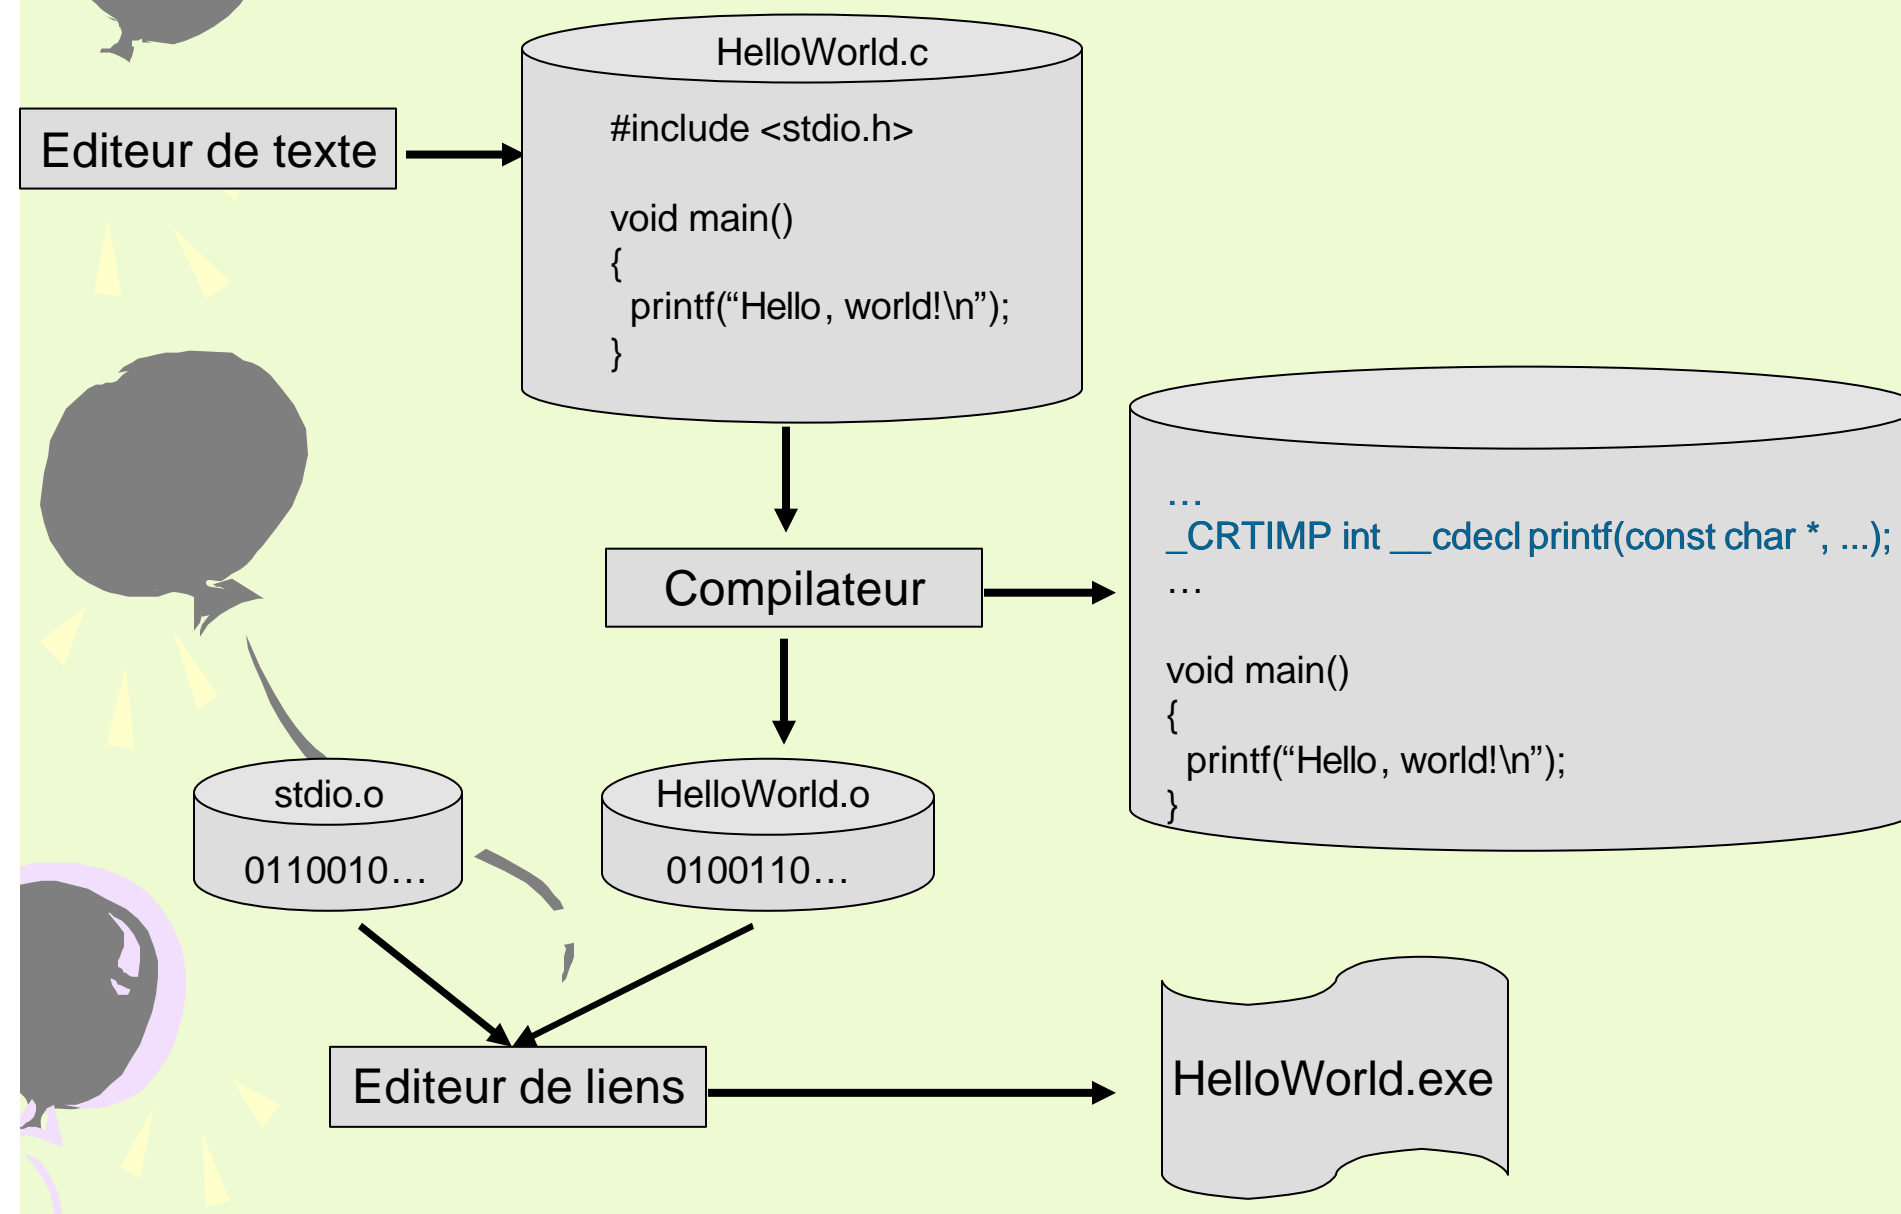 HelloWorld.c
#include <stdio.h>
void main()
{
printf(“Hello, world!\n”);
}
Editeur de texte
Compilateur
…
_CRTIMP int __cdecl printf(const char *, ...);
…
void main()
{
printf(“Hello, world!\n”);
}
stdio.o
0110010…
HelloWorld.o
0100110…
Editeur de liens
HelloWorld.exe